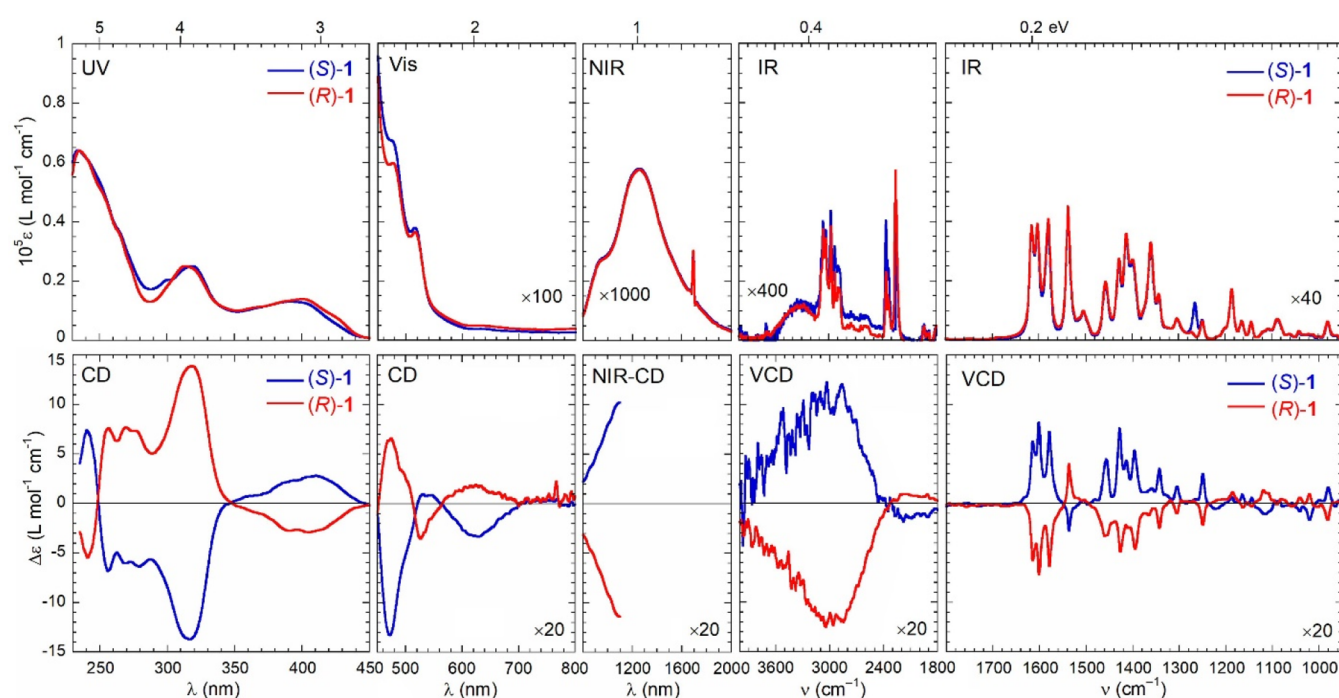 5 4 3 2 1 0.4 0.2 eV
UV Vis NIR IR IR
(S)-1 (S)-1
(R)-1 (R)-1
10⁵ε (L mol⁻¹ cm⁻¹)
1
0.8
0.6
0.4
0.2
0
×100 ×1000 ×400 ×40
CD CD NIR-CD VCD VCD
(S)-1 (S)-1
(R)-1 (R)-1
Δε (L mol⁻¹ cm⁻¹)
15
10
5
0
-5
-10
-15
×20 ×20 ×20 ×20
250 300 350 400 450 500 600 700 800 1200 1600 2000 3600 3000 2400 1800 1700 1600 1500 1400 1300 1200 1100 1000
λ (nm) λ (nm) λ (nm) ν (cm⁻¹) ν (cm⁻¹)